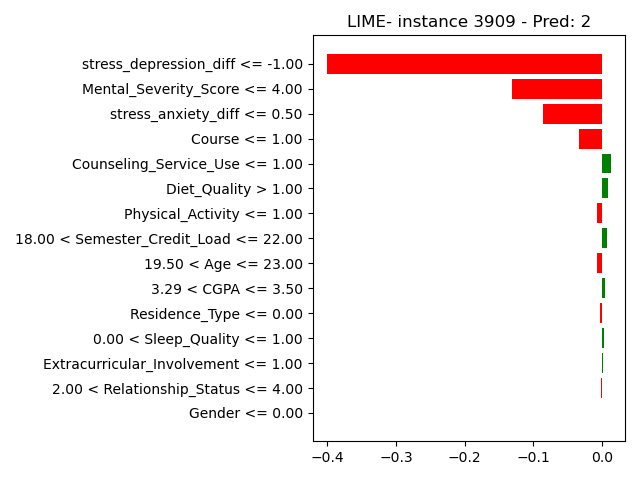 LIME- instance 3909 - Pred: 2
stress_depression_diff <= -1.00
Mental_Severity_Score <= 4.00
stress_anxiety_diff <= 0.50
Course <= 1.00
Counseling_Service_Use <= 1.00
Diet_Quality > 1.00
Physical_Activity <= 1.00
18.00 < Semester_Credit_Load <= 22.00
19.50 < Age <= 23.00
3.29 < CGPA <= 3.50
Residence_Type <= 0.00
0.00 < Sleep_Quality <= 1.00
Extracurricular_Involvement <= 1.00
2.00 < Relationship_Status <= 4.00
Gender <= 0.00
−0.4 −0.3 −0.2 −0.1 0.0